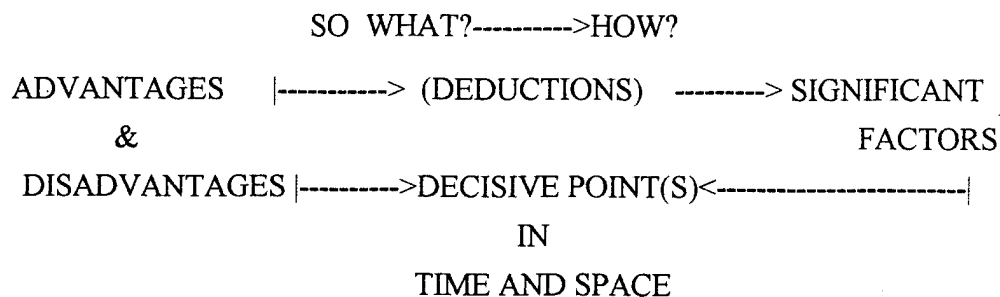 SO WHAT?---------->HOW?
ADVANTAGES |-----------> (DEDUCTIONS) ---------> SIGNIFICANT
& FACTORS
DISADVANTAGES |---------->DECISIVE POINT(S)<-------------------------|
IN
TIME AND SPACE